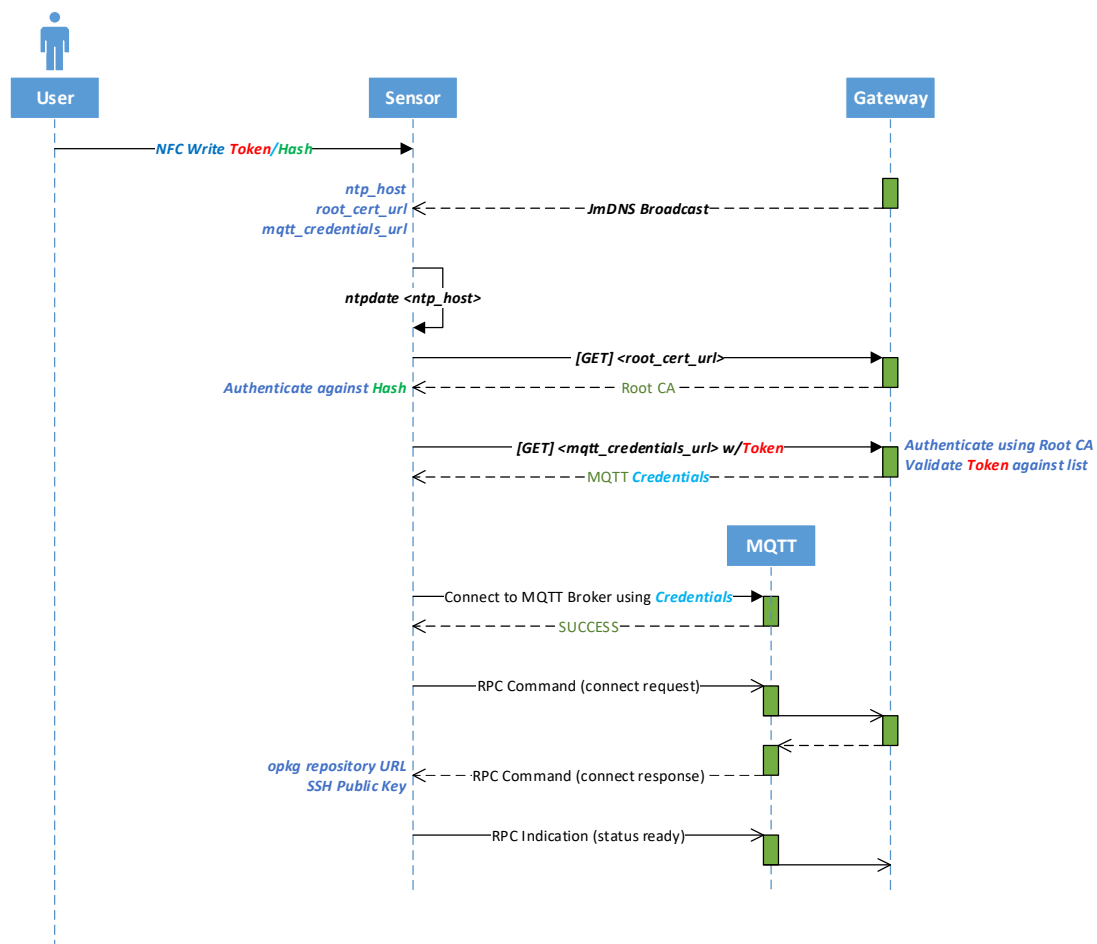 User
Sensor
Gateway
NFC Write Token/Hash
ntp_host
root_cert_url
JmDNS Broadcast
mqtt_credentials_url
ntpdate <ntp_host>
[GET] <root_cert_url>
Authenticate against Hash
Root CA
[GET] <mqtt_credentials_url> w/Token
Authenticate using Root CA
Validate Token against list
MQTT Credentials
MQTT
Connect to MQTT Broker using Credentials
SUCCESS
RPC Command (connect request)
opkg repository URL
SSH Public Key
RPC Command (connect response)
RPC Indication (status ready)